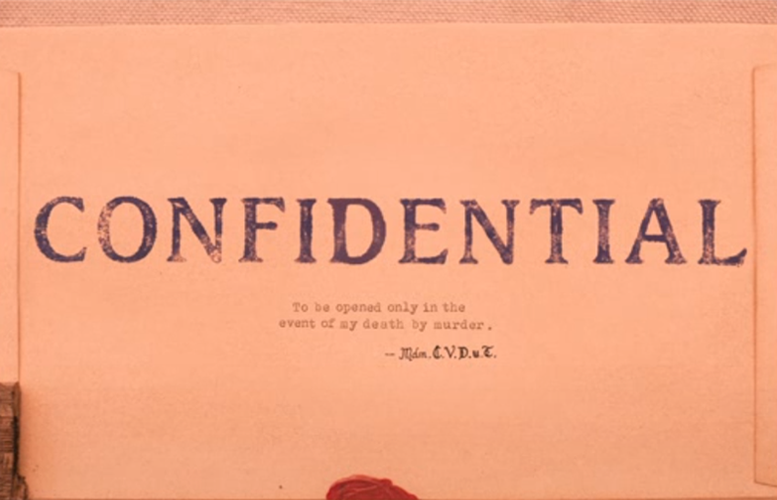 CONFIDENTIAL
To be opened only in the
event of my death by murder.
— Mdm. C.V.D.u.T.